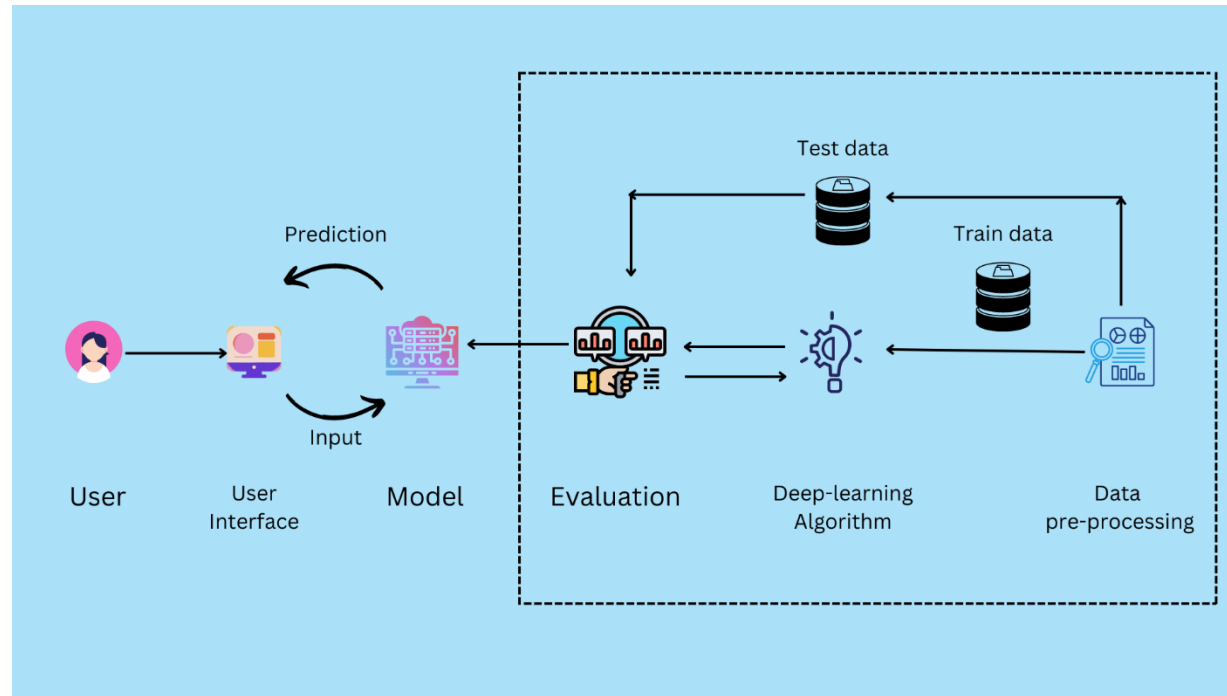 Test data
Train data
Prediction
Input
User
User
Interface
Model
Evaluation
Deep-learning
Algorithm
Data
pre-processing